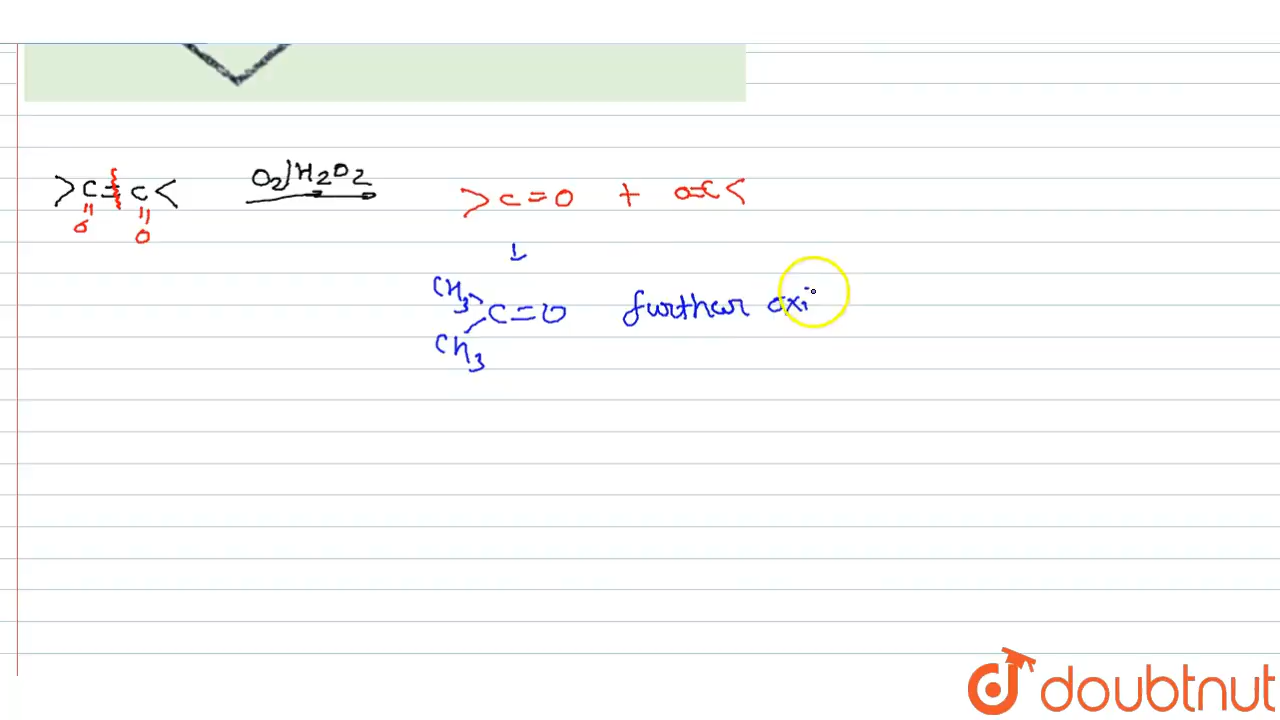 >C=C< O2/H2O2 >C=O + O=C<
O O
CH3
C=O further oxi
CH3
doubtnut